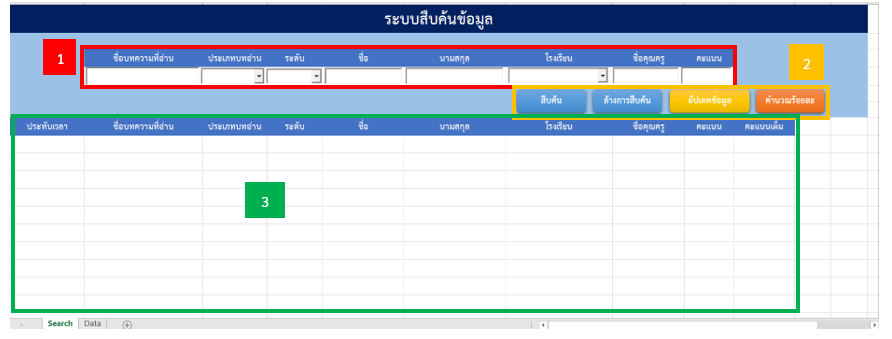 ระบบสืบค้นข้อมูล
1 ชื่อบทความที่อ่าน ประเภทบทอ่าน ระดับ ชื่อ นามสกุล โรงเรียน ชื่อคุณครู คะแนน 2
สืบค้น ล้างการสืบค้น อัปเดตข้อมูล คำนวณร้อยละ
ประทับเวลา ชื่อบทความที่อ่าน ประเภทบทอ่าน ระดับ ชื่อ นามสกุล โรงเรียน ชื่อคุณครู คะแนน คะแนนเต็ม
3
Search Data